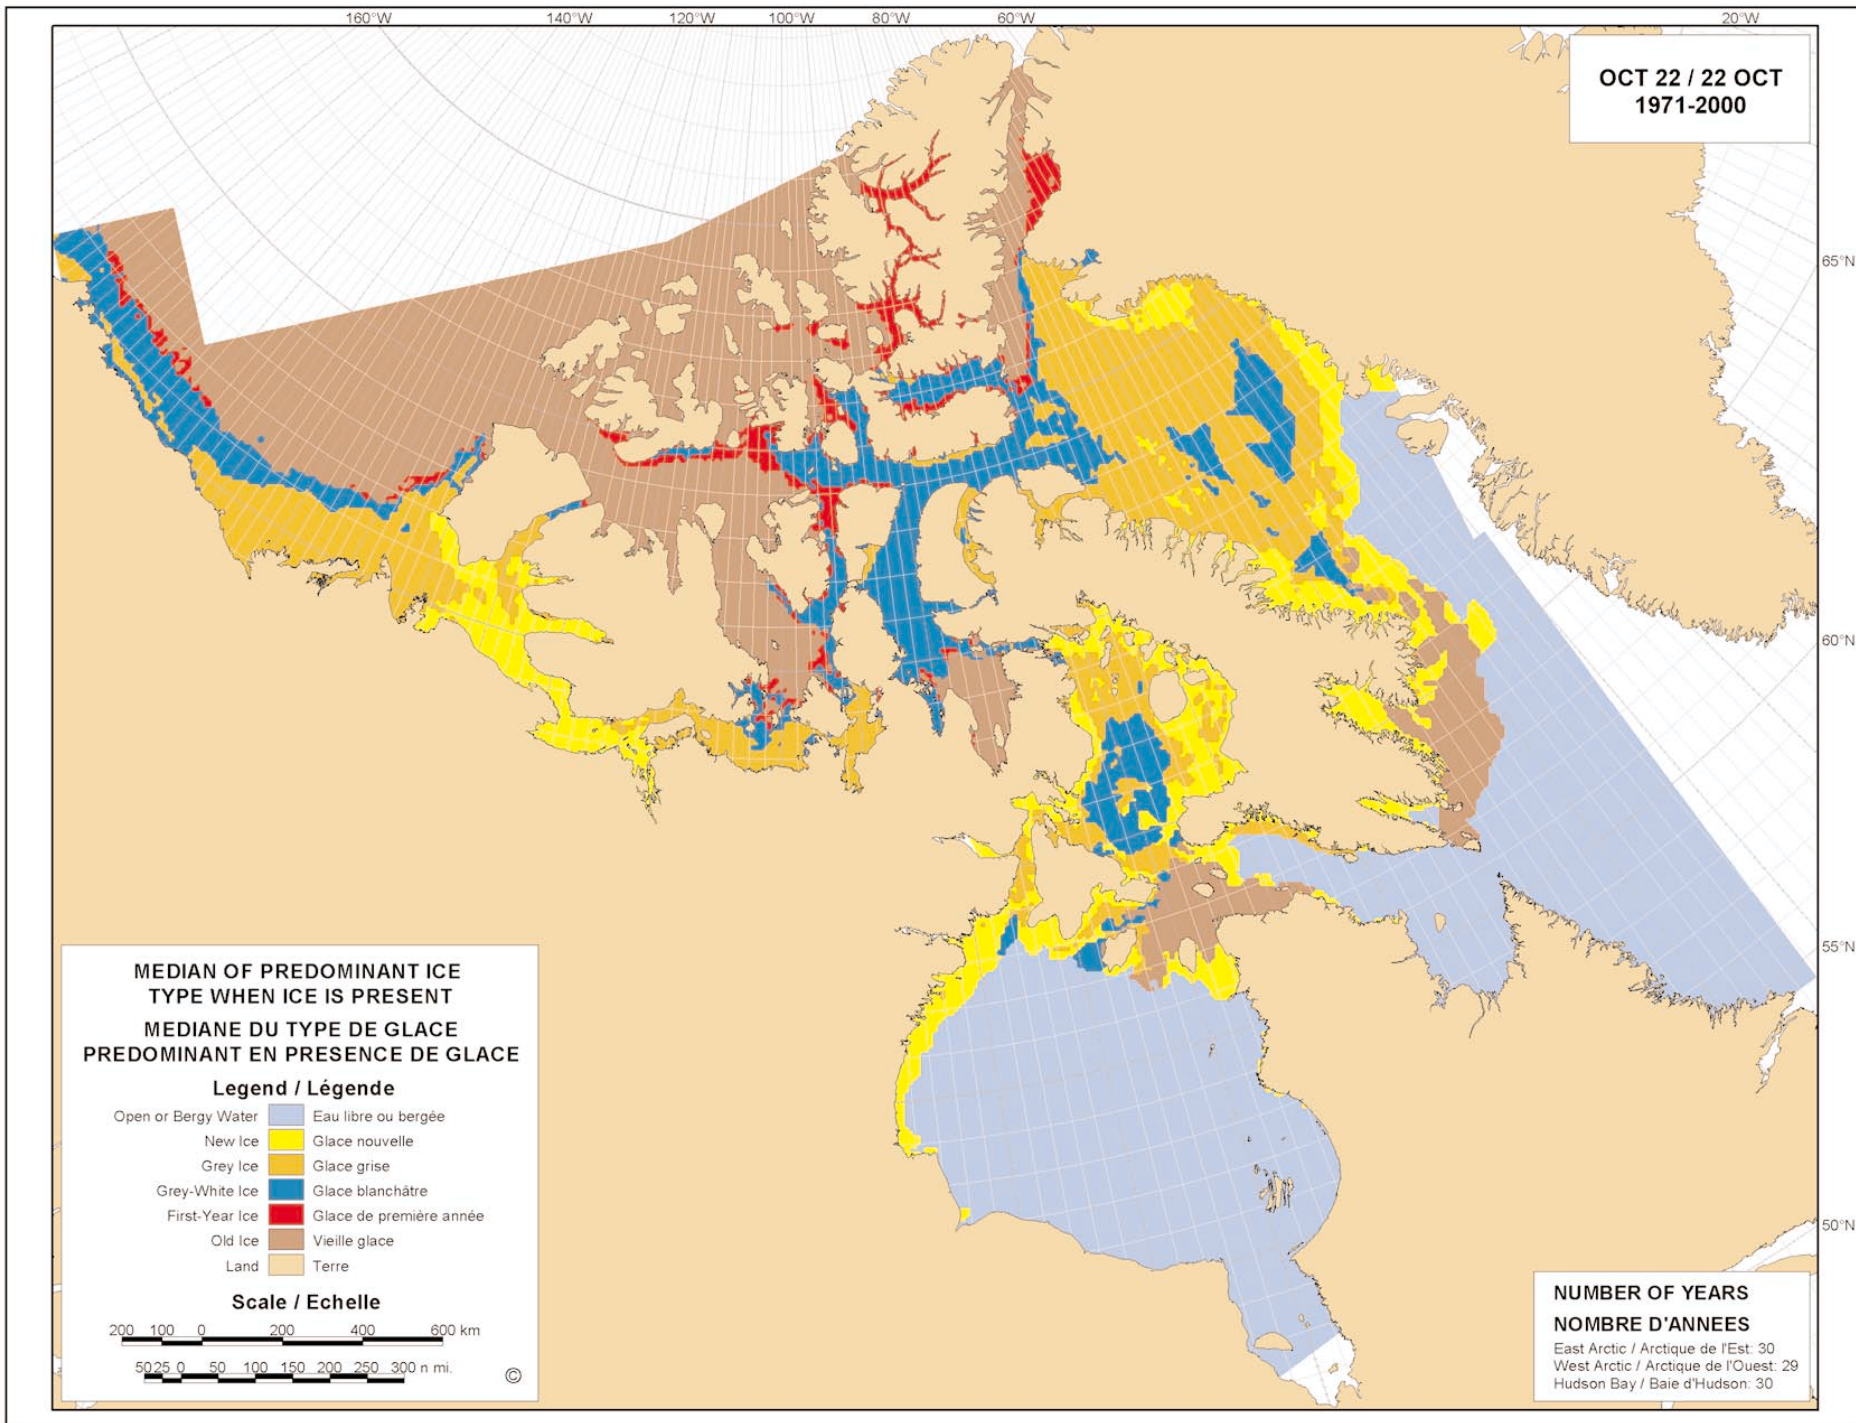 160°W 140°W 120°W 100°W 80°W 60°W 20°W
OCT 22 / 22 OCT
1971-2000
65°N
60°N
55°N
50°N
MEDIAN OF PREDOMINANT ICE
TYPE WHEN ICE IS PRESENT
MEDIANE DU TYPE DE GLACE
PREDOMINANT EN PRESENCE DE GLACE
Legend / Légende
Open or Bergy Water Eau libre ou bergée
New Ice Glace nouvelle
Grey Ice Glace grise
Grey-White Ice Glace blanchâtre
First-Year Ice Glace de première année
Old Ice Vieille glace
Land Terre
Scale / Echelle
200 100 0 200 400 600 km
50 25 0 50 100 150 200 250 300 n mi.
©
NUMBER OF YEARS
NOMBRE D'ANNEES
East Arctic / Arctique de l'Est: 30
West Arctic / Arctique de l'Ouest: 29
Hudson Bay / Baie d'Hudson: 30